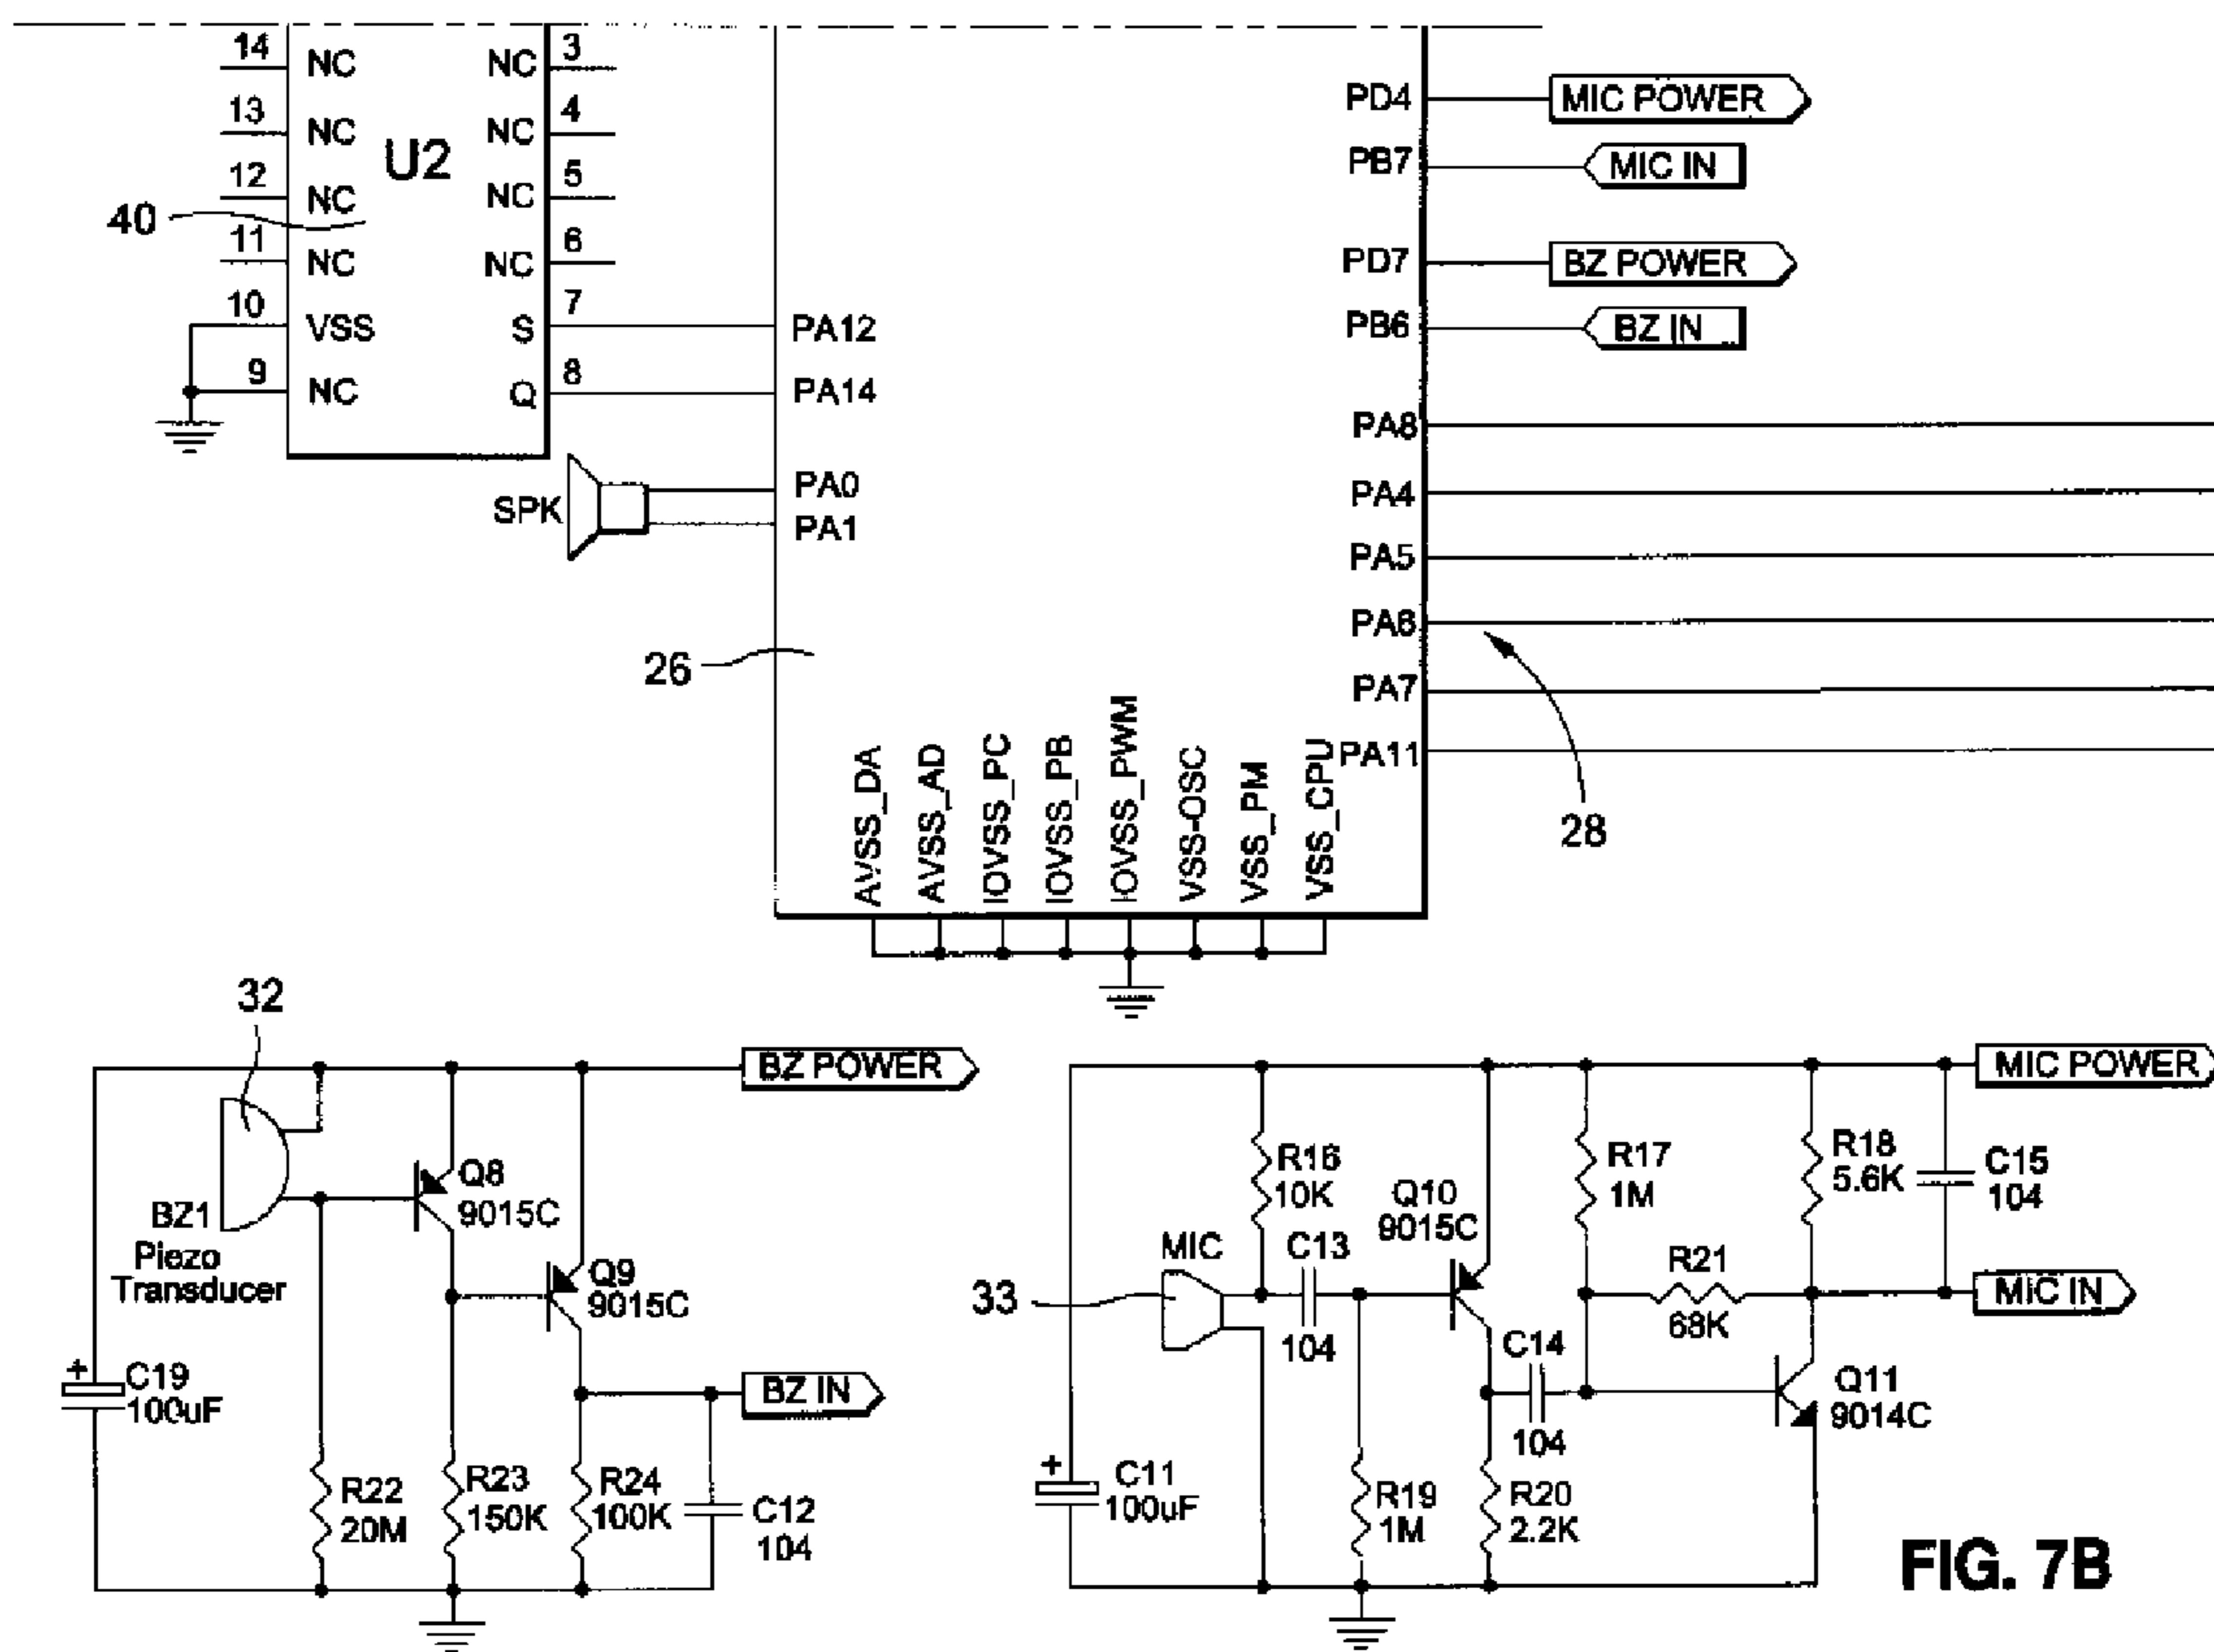 14 NC NC 3
13 NC NC 4
U2
12 NC NC 5
40
11 NC NC 6
10 VSS S 7 PA12
9 NC Q 8 PA14
SPK PA0
PA1
26
PD4 MIC POWER
PB7 MIC IN
PD7 BZ POWER
PB6 BZ IN
PA8
PA4
PA5
PA6
PA7
PA11
28
AVSS_DA
AVSS_AD
IOVSS_PC
IOVSS_PB
IOVSS_PWM
VSS-OSC
VSS_PM
VSS_CPU
32
BZ POWER
Q8
9015C
BZ1
Piezo
Transducer
Q9
9015C
+
C19
100uF
BZ IN
R22
20M
R23
150K
R24
100K
C12
104
MIC POWER
R16
10K
Q10
9015C
R17
1M
R18
5.6K
C15
104
MIC
C13
104
33
R21
68K
MIC IN
C14
104
Q11
9014C
+
C11
100uF
R19
1M
R20
2.2K
FIG. 7B